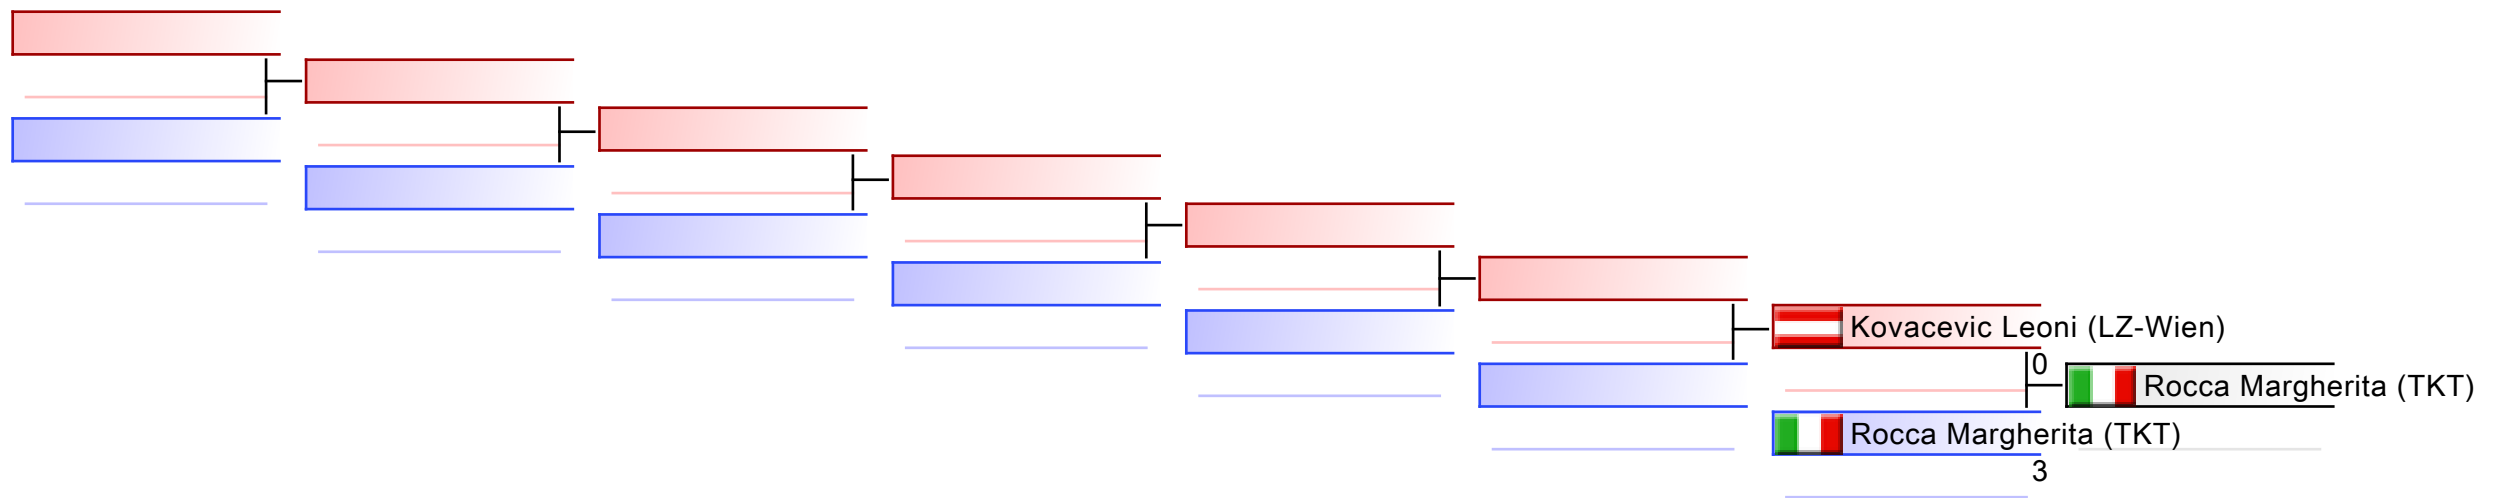 Kovacevic Leoni (LZ-Wien)
0
Rocca Margherita (TKT)
Rocca Margherita (TKT)
3